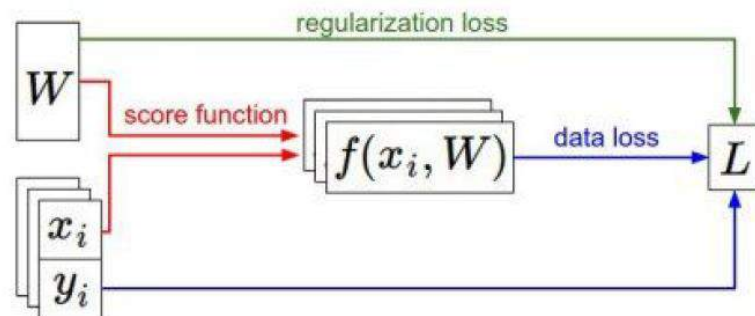 regularization loss
W
score function
f(x_i, W)
data loss
L
x_i
y_i